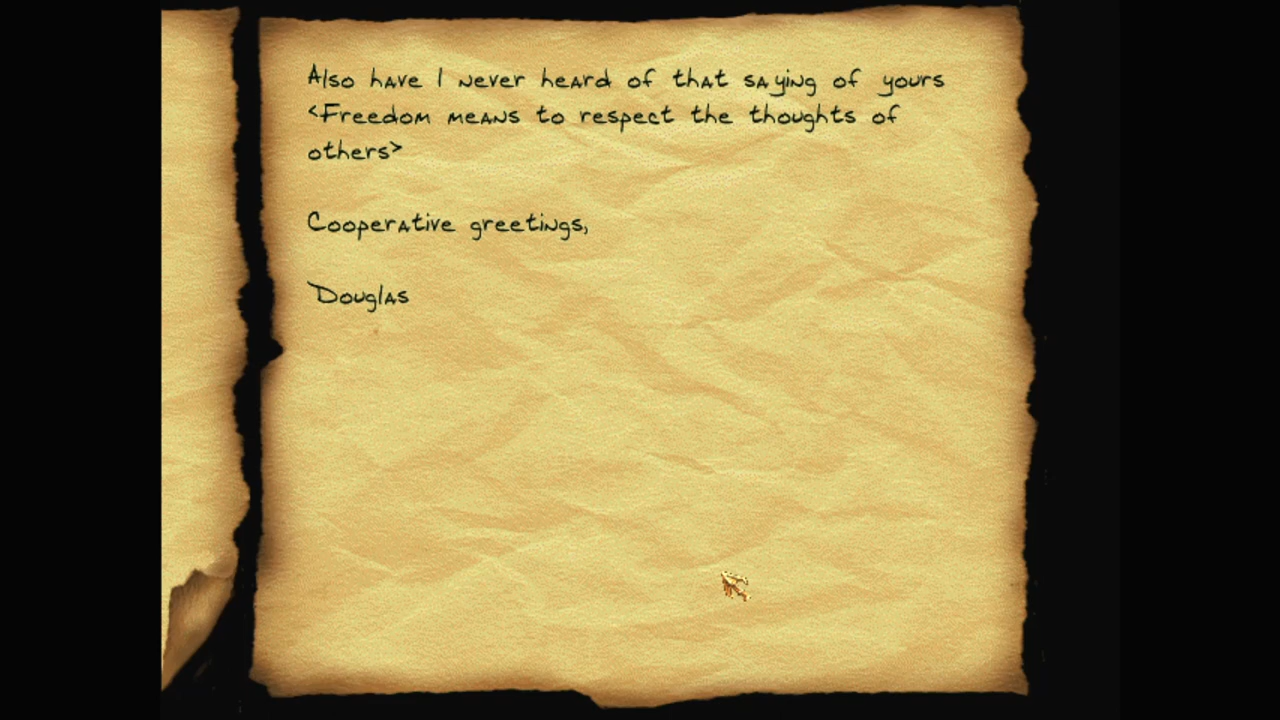 Also have I never heard of that saying of yours
<Freedom means to respect the thoughts of
others>
Cooperative greetings,
Douglas